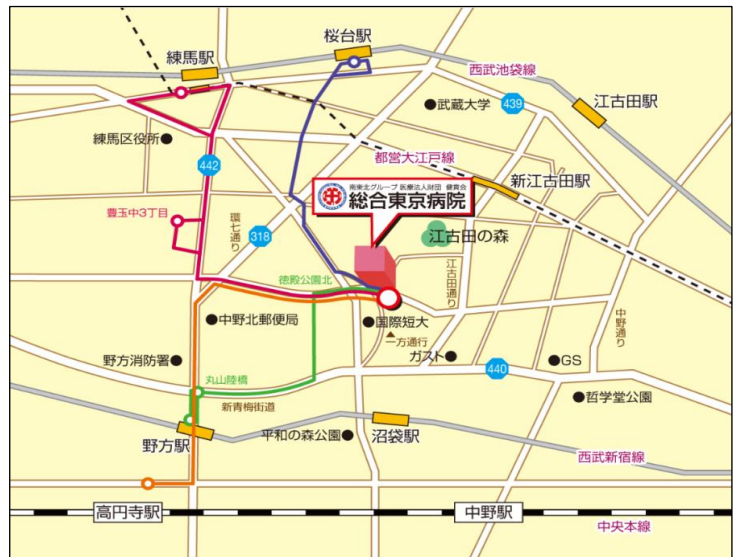 桜台駅
練馬駅
西武池袋線
江古田駅
武蔵大学
439
練馬区役所
442
都営大江戸線
新江古田駅
南東北グループ 医療法人財団 健貢会
総合東京病院
豊玉中3丁目
環七通り
318
江古田の森
徳殿公園北
江古田通り
中野通り
中野北郵便局
国際短大
一方通行
野方消防署
ガスト
GS
440
丸山陸橋
哲学堂公園
新青梅街道
野方駅
平和の森公園
沼袋駅
西武新宿線
高円寺駅
中野駅
中央本線